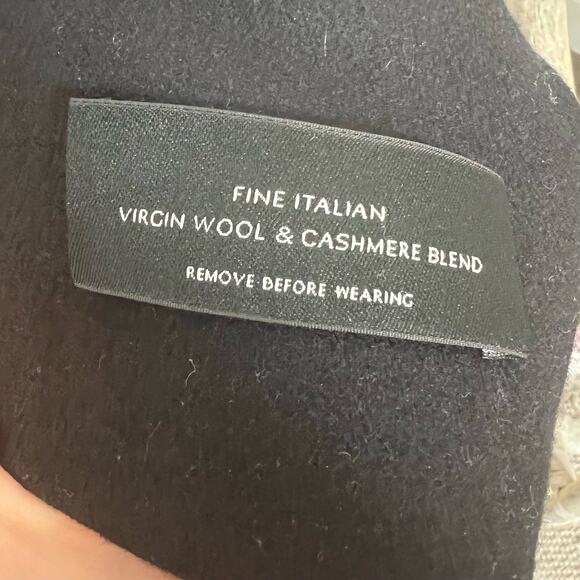 FINE ITALIAN
VIRGIN WOOL & CASHMERE BLEND
REMOVE BEFORE WEARING